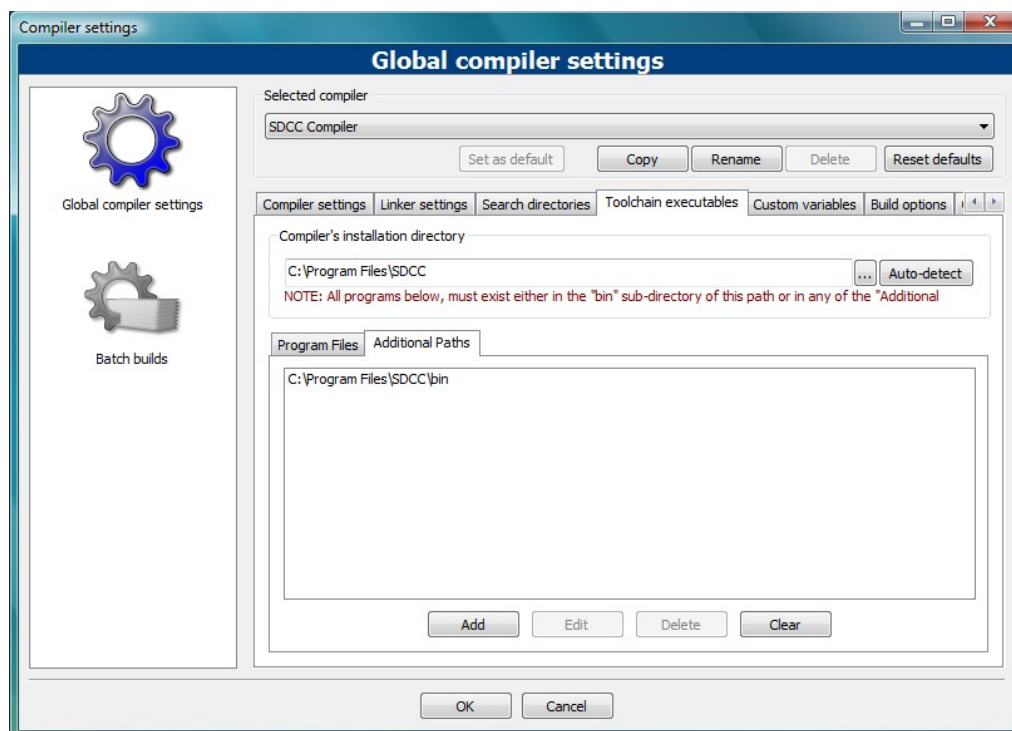 Compiler settings
Global compiler settings
Global compiler settings
Batch builds
Selected compiler
SDCC Compiler
Set as default Copy Rename Delete Reset defaults
Compiler settings Linker settings Search directories Toolchain executables Custom variables Build options
Compiler's installation directory
C:\Program Files\SDCC ... Auto-detect
NOTE: All programs below, must exist either in the "bin" sub-directory of this path or in any of the "Additional
Program Files Additional Paths
C:\Program Files\SDCC\bin
Add Edit Delete Clear
OK Cancel